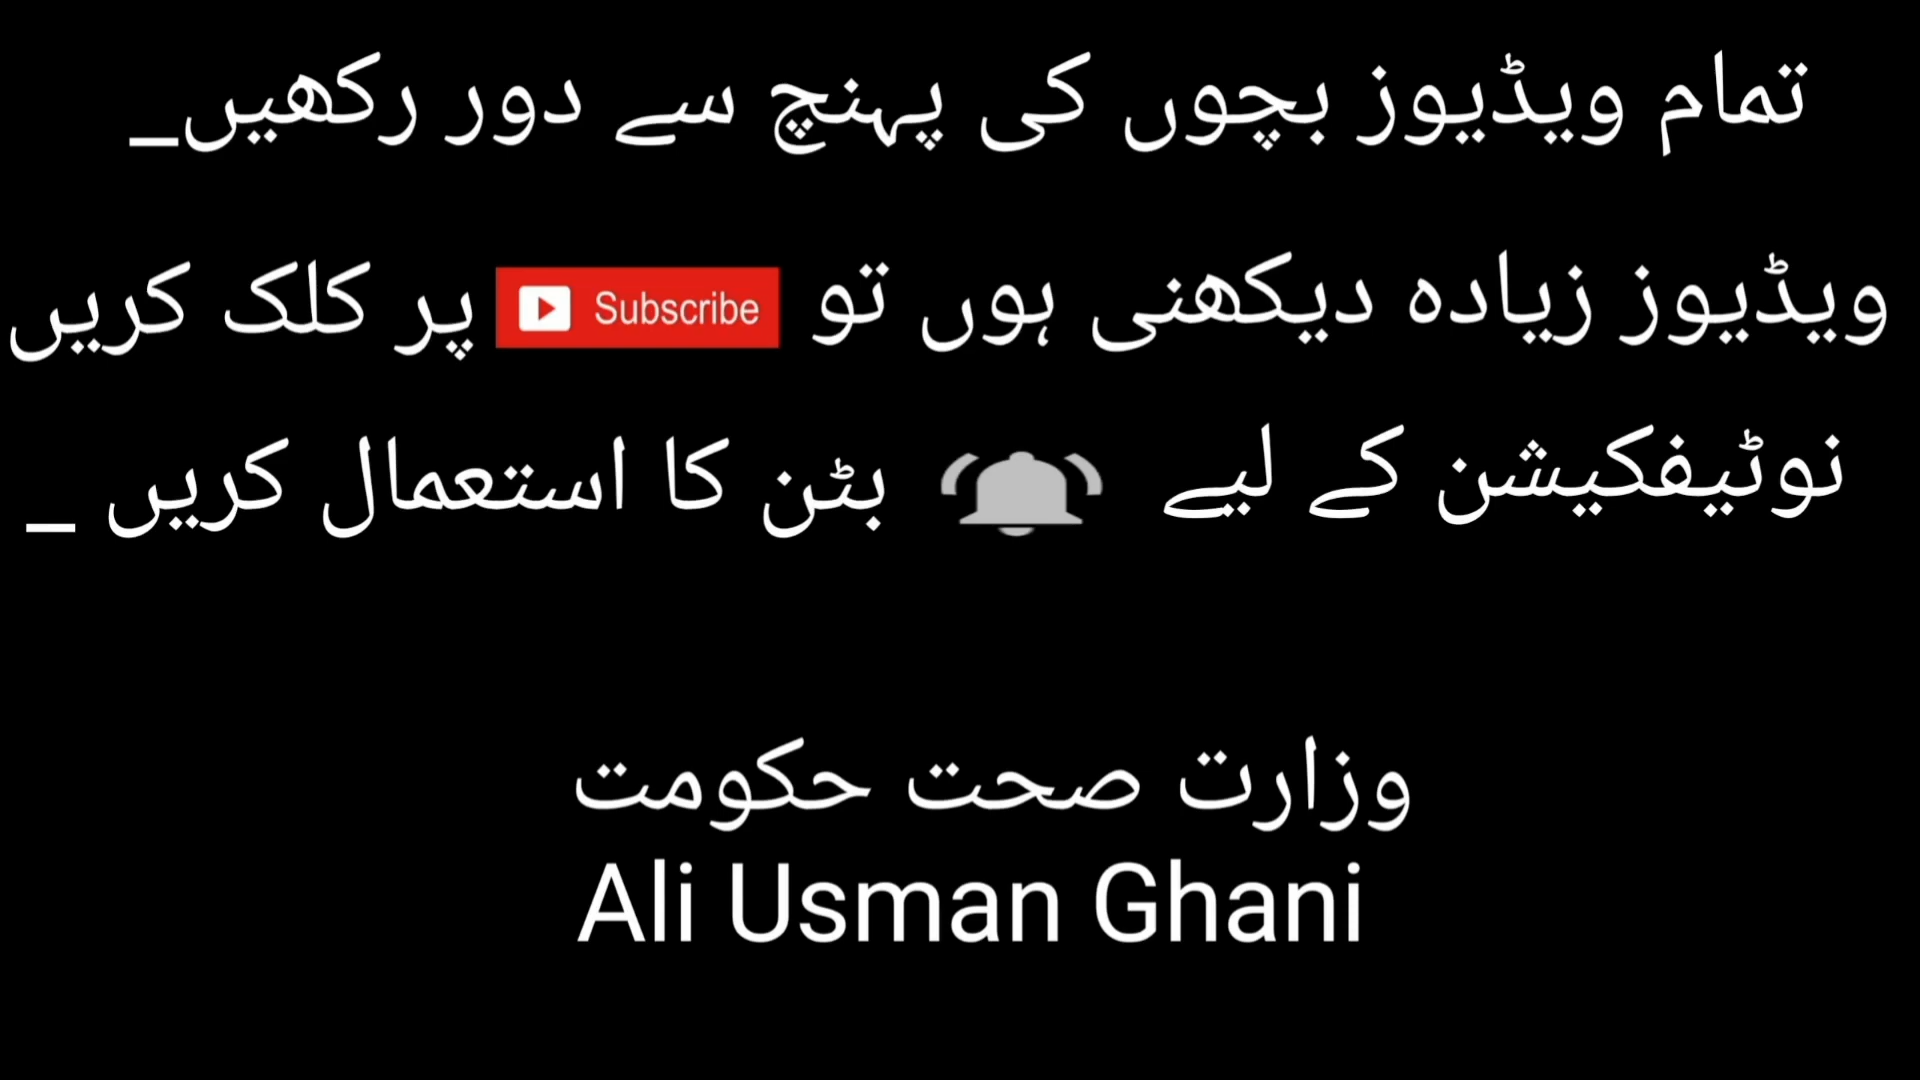 تمام ویڈیوز بچوں کی پہنچ سے دور رکھیں_
ویڈیوز زیادہ دیکھنی ہوں تو Subscribe پر کلک کریں
نوٹیفکیشن کے لیے بٹن کا استعمال کریں _
وزارت صحت حکومت
Ali Usman Ghani